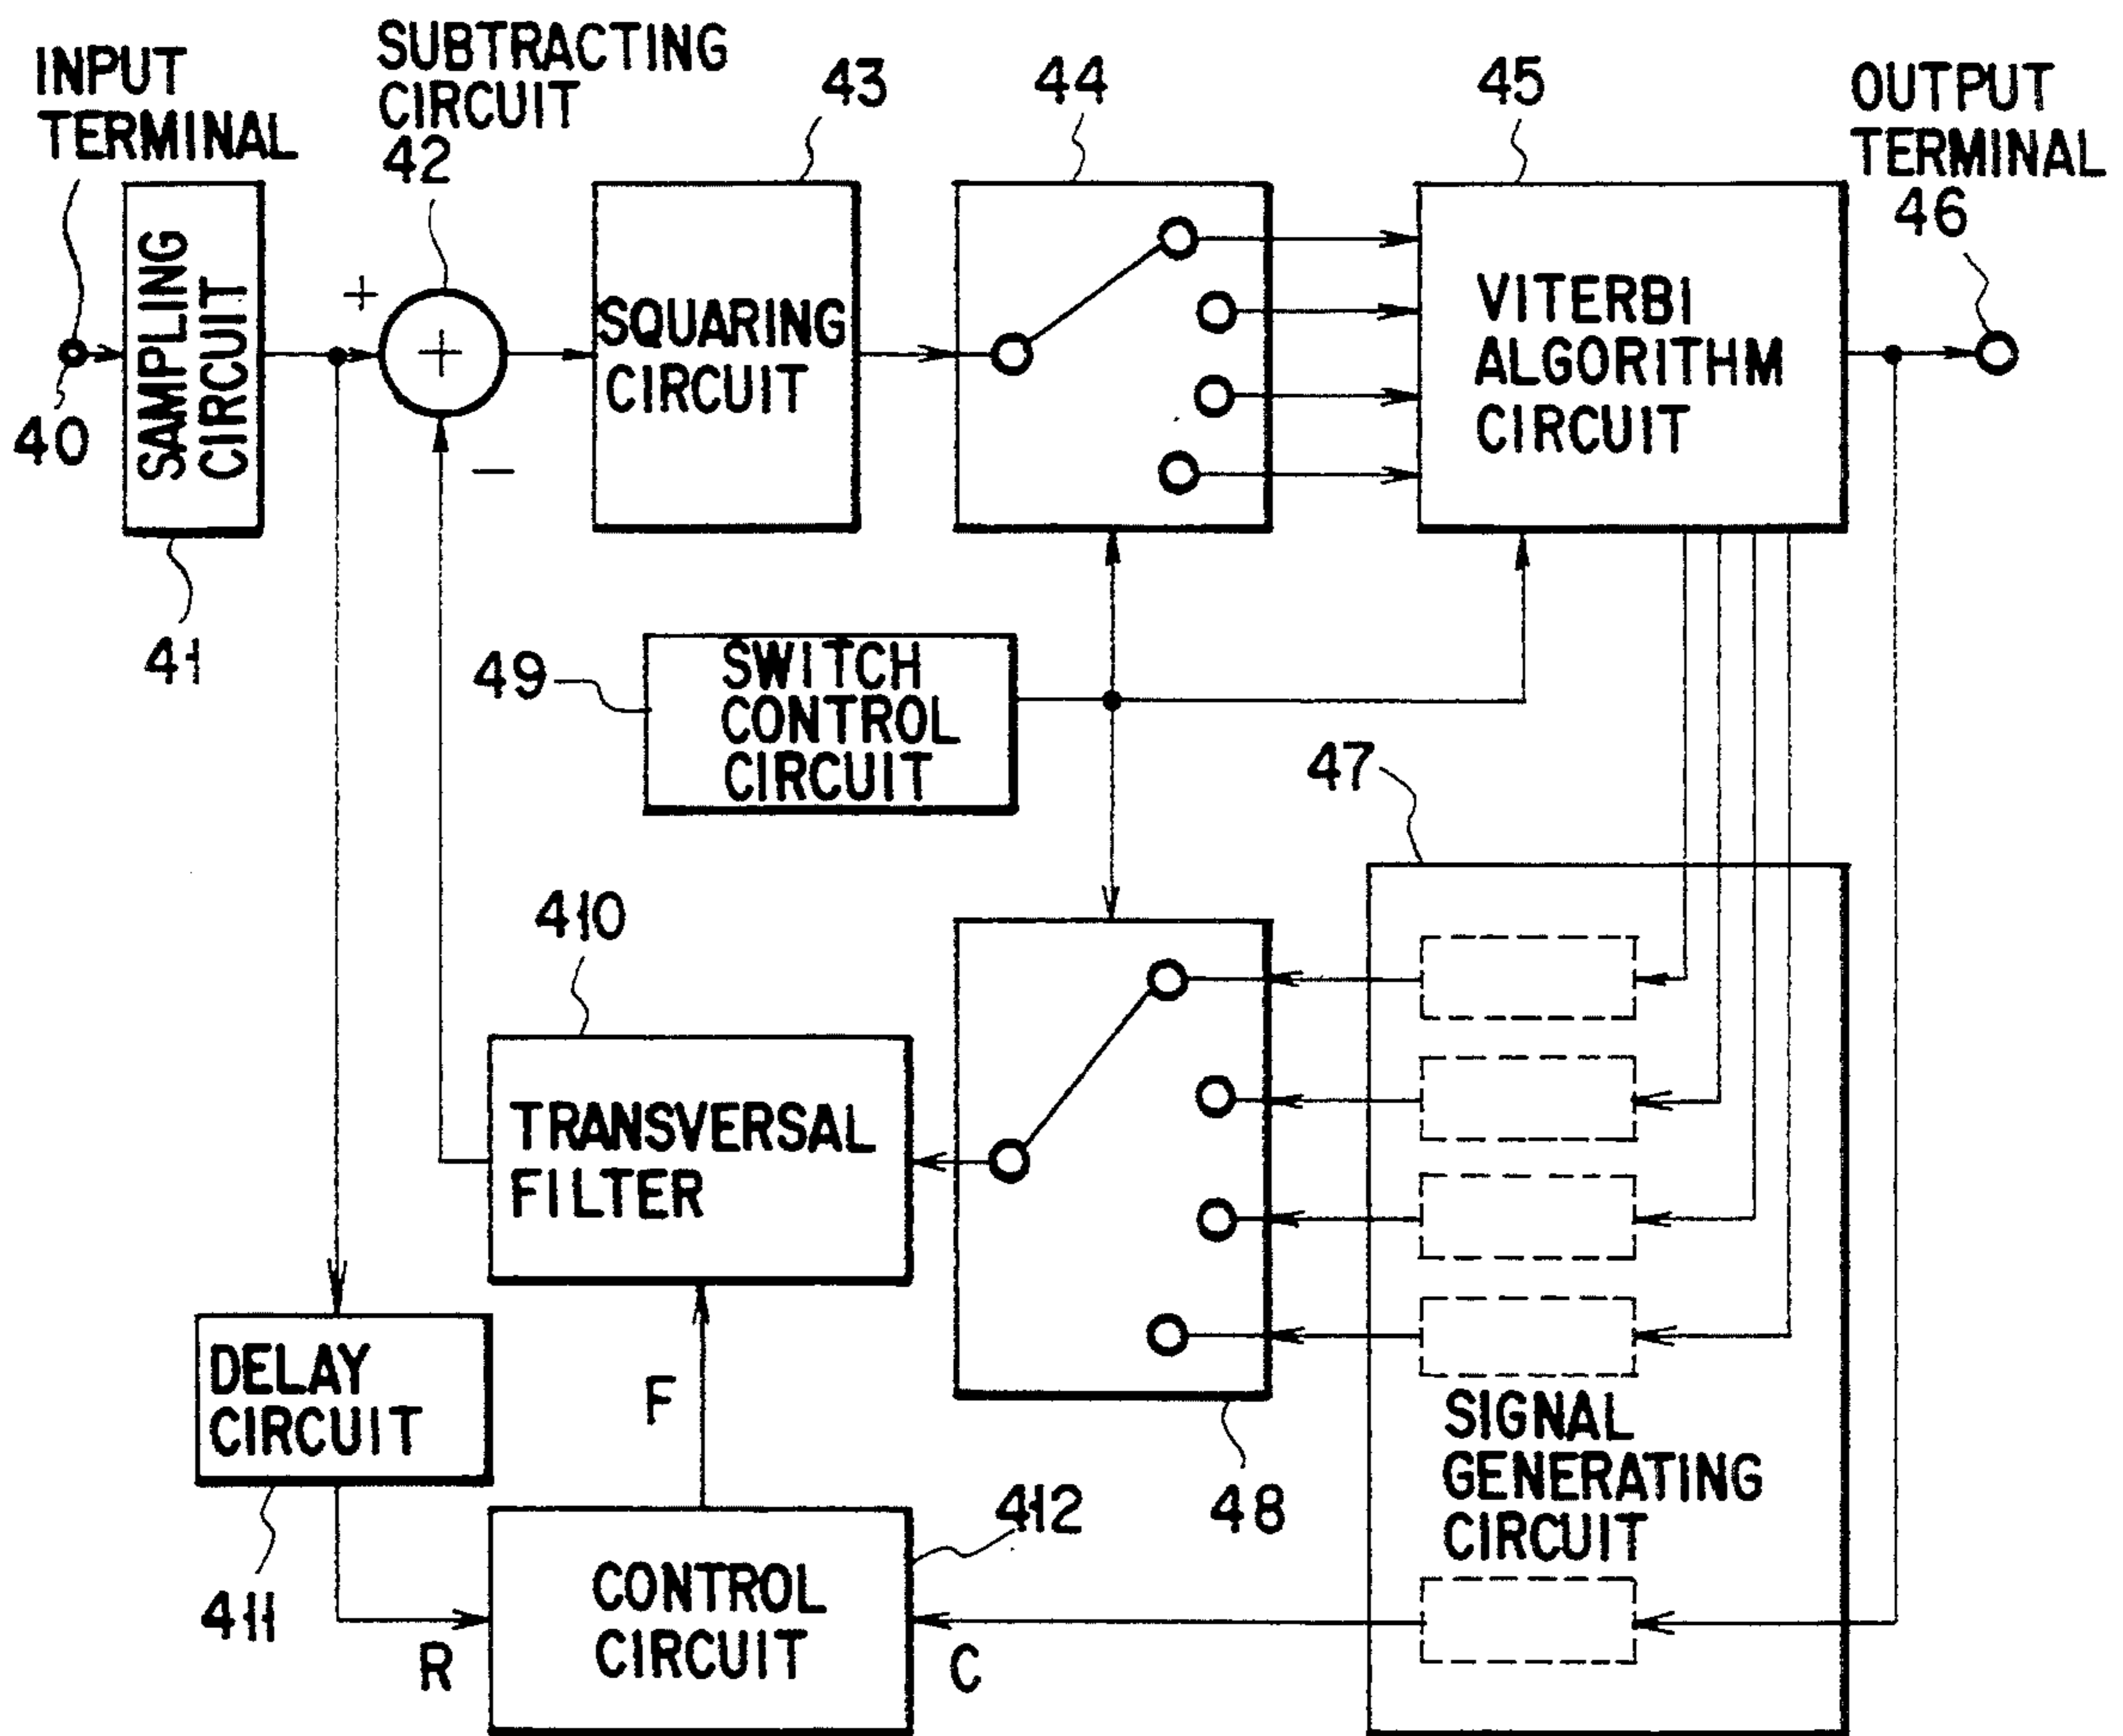 INPUT
TERMINAL
SUBTRACTING
CIRCUIT
42
43
44
45
OUTPUT
TERMINAL
46
SAMPLING
CIRCUIT
+
+
SQUARING
CIRCUIT
VITERBI
ALGORITHM
CIRCUIT
40
−
41
49
SWITCH
CONTROL
CIRCUIT
47
410
TRANSVERSAL
FILTER
DELAY
CIRCUIT
F
SIGNAL
GENERATING
CIRCUIT
48
412
411
R
CONTROL
CIRCUIT
C